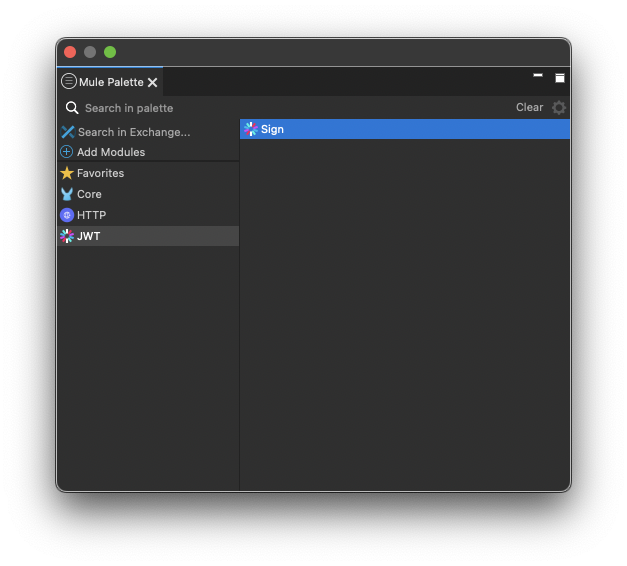 Mule Palette
Search in palette
Clear
Search in Exchange...
Add Modules
Favorites
Core
HTTP
JWT
Sign